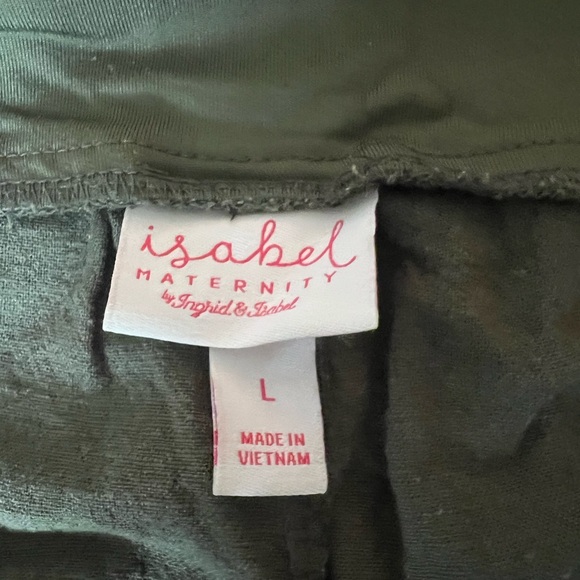 isabel
MATERNITY
by Ingrid & Isabel
L
MADE IN
VIETNAM